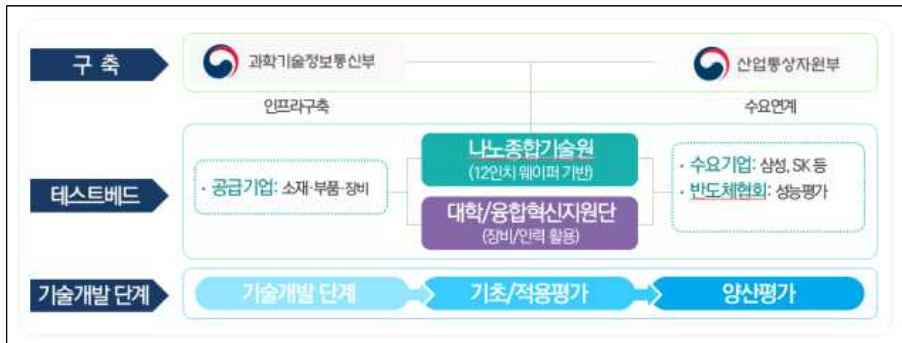 구 축
과학기술정보통신부
산업통상자원부
인프라구축
수요연계
테스트베드
· 공급기업: 소재·부품·장비
나노종합기술원
(12인치 웨이퍼 기반)
대학/융합혁신지원단
(장비/인력 활용)
· 수요기업: 삼성, SK 등
· 반도체협회: 성능평가
기술개발 단계
기술개발 단계
기초/적용평가
양산평가